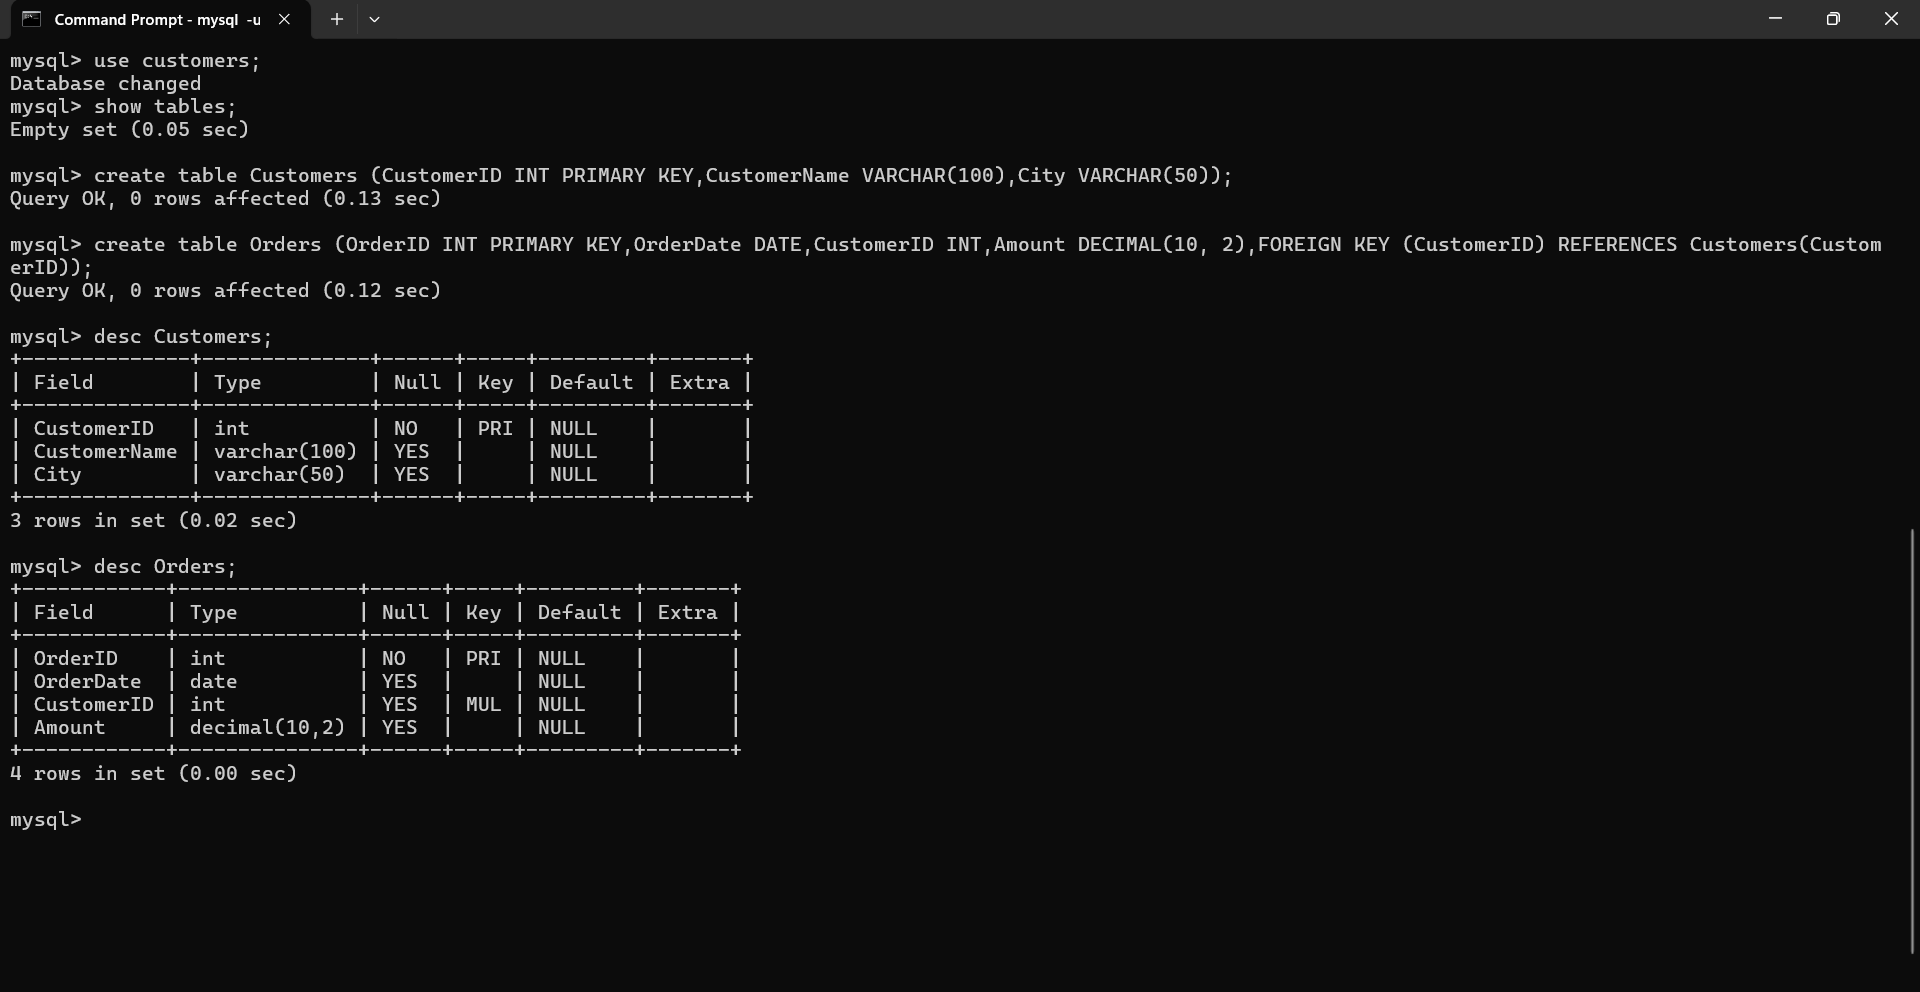 Command Prompt - mysql  -u
mysql> use customers;
Database changed
mysql> show tables;
Empty set (0.05 sec)
mysql> create table Customers (CustomerID INT PRIMARY KEY,CustomerName VARCHAR(100),City VARCHAR(50));
Query OK, 0 rows affected (0.13 sec)
mysql> create table Orders (OrderID INT PRIMARY KEY,OrderDate DATE,CustomerID INT,Amount DECIMAL(10, 2),FOREIGN KEY (CustomerID) REFERENCES Customers(Custom
erID));
Query OK, 0 rows affected (0.12 sec)
mysql> desc Customers;
+--------------+--------------+------+-----+---------+-------+
| Field        | Type         | Null | Key | Default | Extra |
+--------------+--------------+------+-----+---------+-------+
| CustomerID   | int          | NO   | PRI | NULL    |       |
| CustomerName | varchar(100) | YES  |     | NULL    |       |
| City         | varchar(50)  | YES  |     | NULL    |       |
+--------------+--------------+------+-----+---------+-------+
3 rows in set (0.02 sec)
mysql> desc Orders;
+------------+---------------+------+-----+---------+-------+
| Field      | Type          | Null | Key | Default | Extra |
+------------+---------------+------+-----+---------+-------+
| OrderID    | int           | NO   | PRI | NULL    |       |
| OrderDate  | date          | YES  |     | NULL    |       |
| CustomerID | int           | YES  | MUL | NULL    |       |
| Amount     | decimal(10,2) | YES  |     | NULL    |       |
+------------+---------------+------+-----+---------+-------+
4 rows in set (0.00 sec)
mysql>